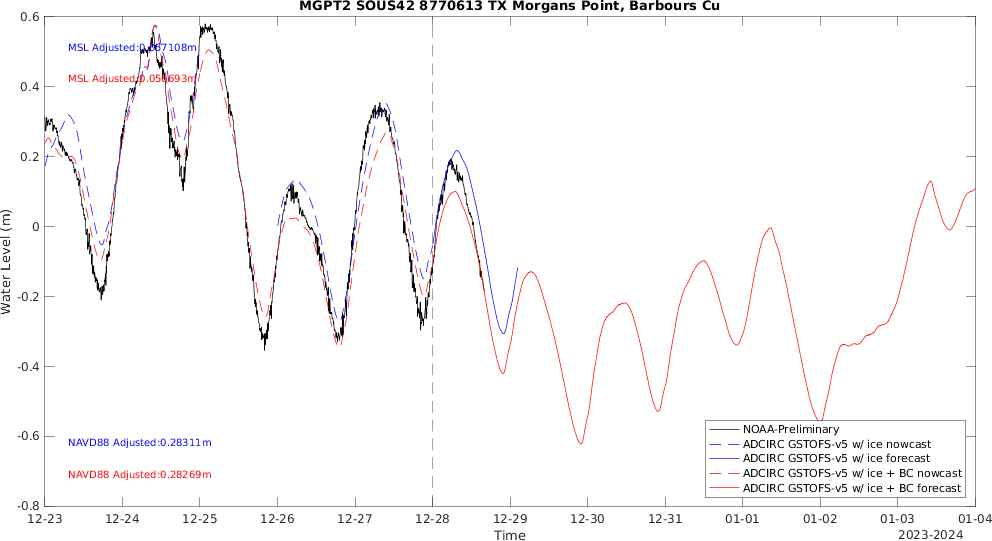 MGPT2 SOUS42 8770613 TX Morgans Point, Barbours Cu
0.6
0.4
0.2
0
-0.2
-0.4
-0.6
-0.8
Water Level (m)
MSL Adjusted:0.057108m
MSL Adjusted:0.056693m
NAVD88 Adjusted:0.28311m
NAVD88 Adjusted:0.28269m
NOAA-Preliminary
ADCIRC GSTOFS-v5 w/ ice nowcast
ADCIRC GSTOFS-v5 w/ ice forecast
ADCIRC GSTOFS-v5 w/ ice + BC nowcast
ADCIRC GSTOFS-v5 w/ ice + BC forecast
12-23 12-24 12-25 12-26 12-27 12-28 12-29 12-30 12-31 01-01 01-02 01-03 01-04
Time
2023-2024